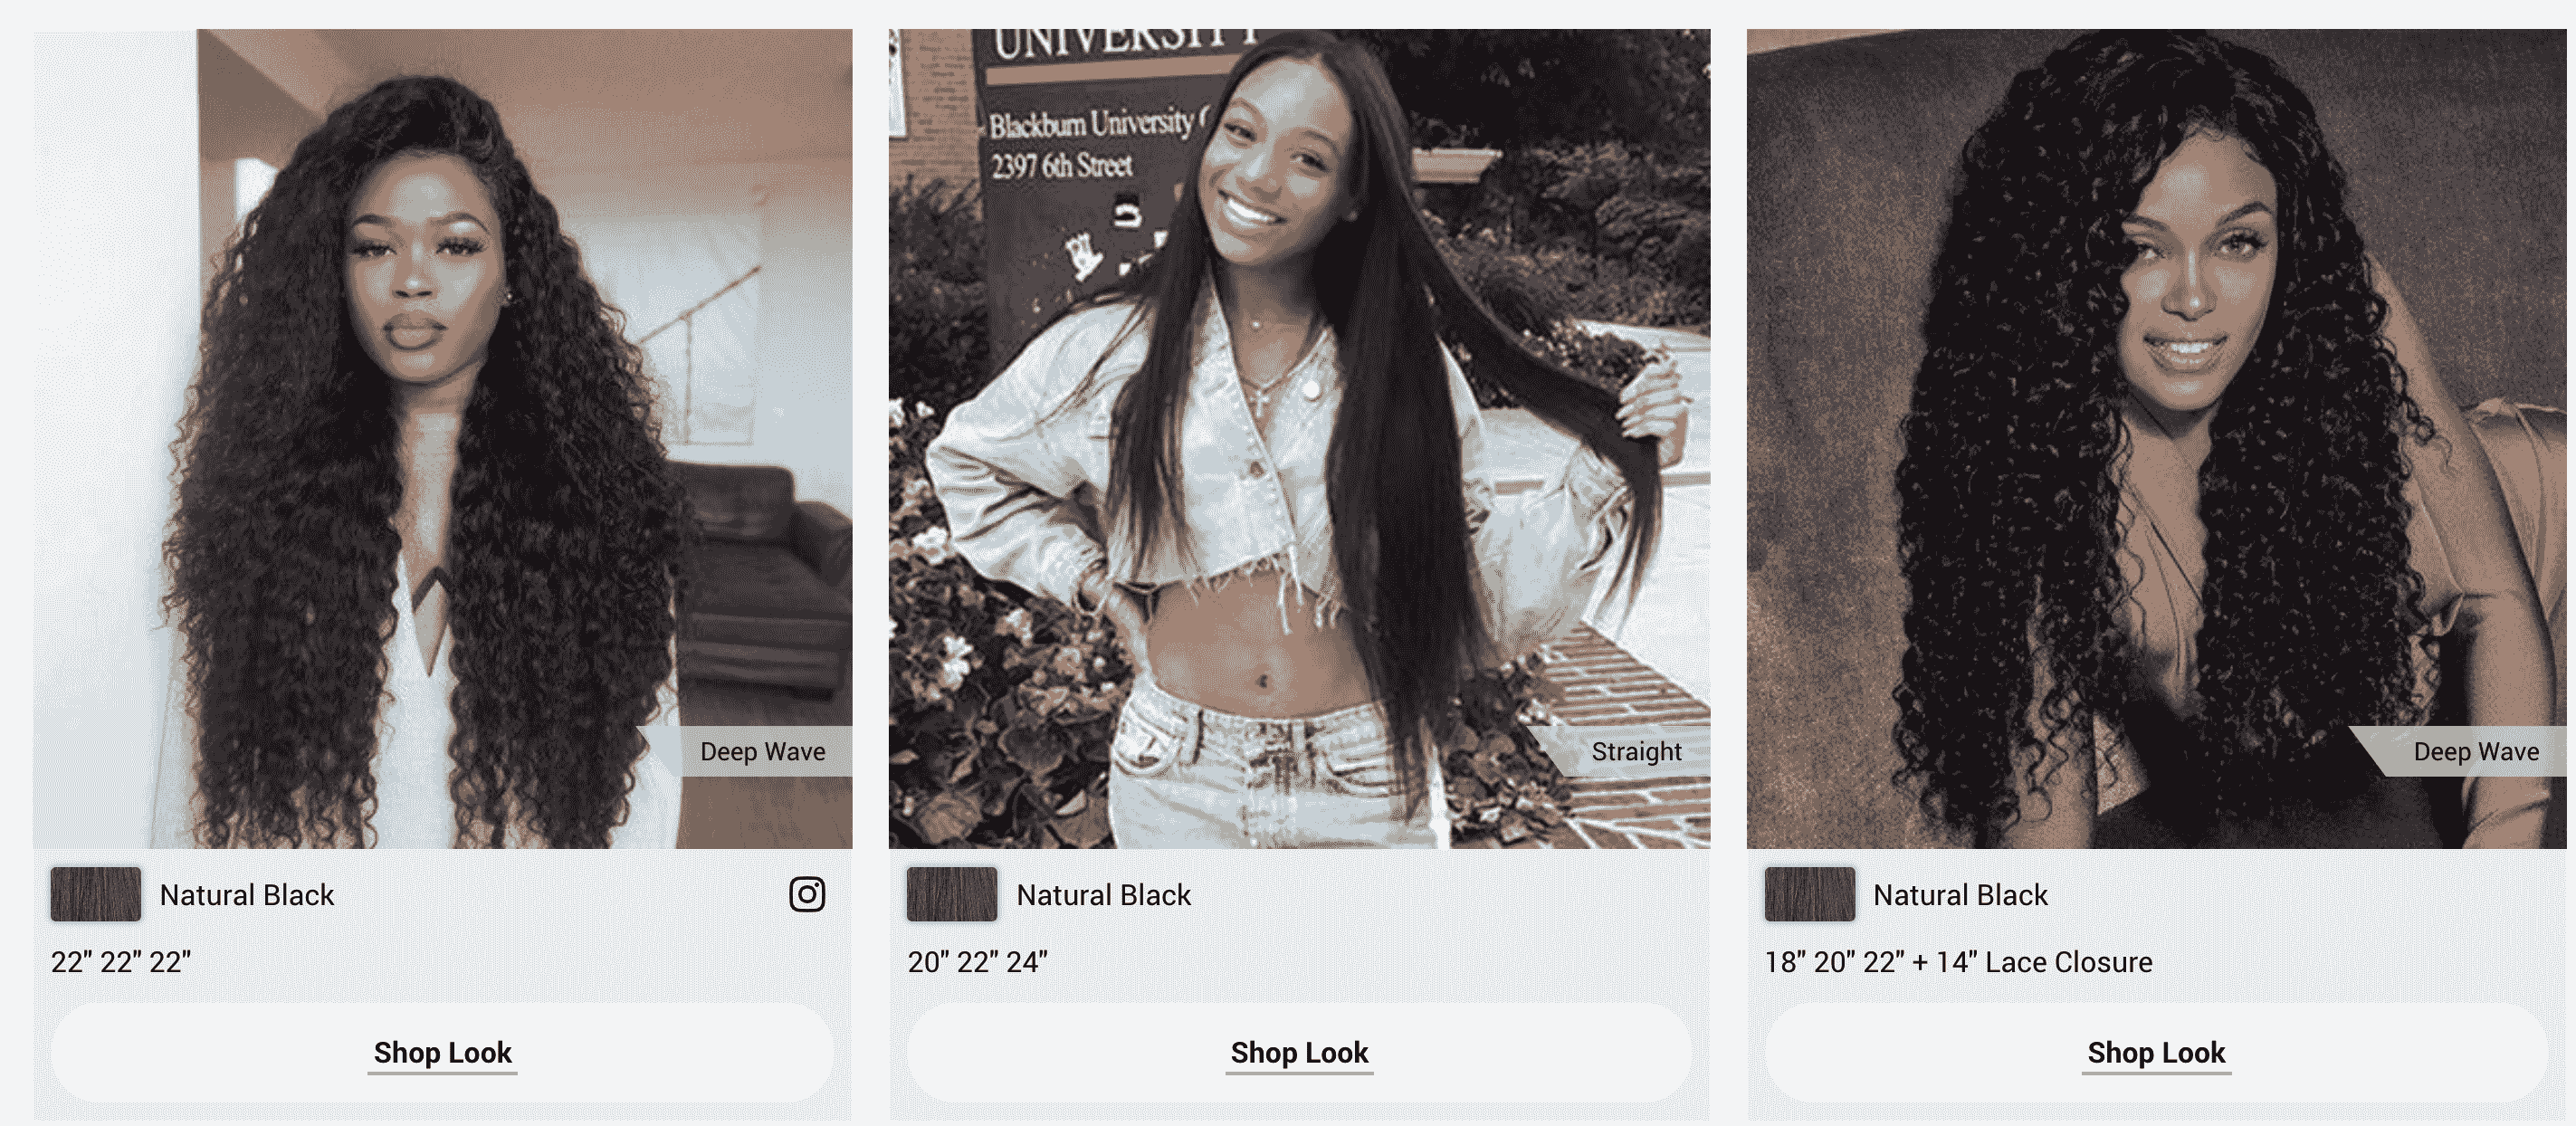 UNIVERSITY
Blackburn University
2397 6th Street
Deep Wave
Natural Black
22" 22" 22"
Shop Look
Straight
Natural Black
20" 22" 24"
Shop Look
Deep Wave
Natural Black
18" 20" 22" + 14" Lace Closure
Shop Look